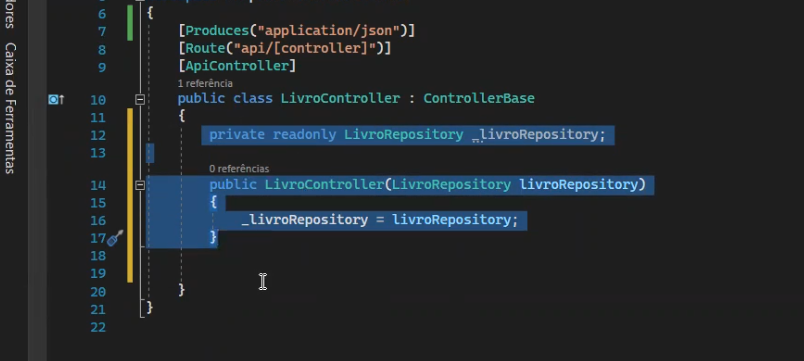 ores
Caixa de Ferramentas
6 {
7 [Produces("application/json")]
8 [Route("api/[controller]")]
9 [ApiController]
1 referência
10 public class LivroController : ControllerBase
11 {
12 private readonly LivroRepository _livroRepository;
13
0 referências
14 public LivroController(LivroRepository livroRepository)
15 {
16 _livroRepository = livroRepository;
17 }
18
19
20 }
21 }
22